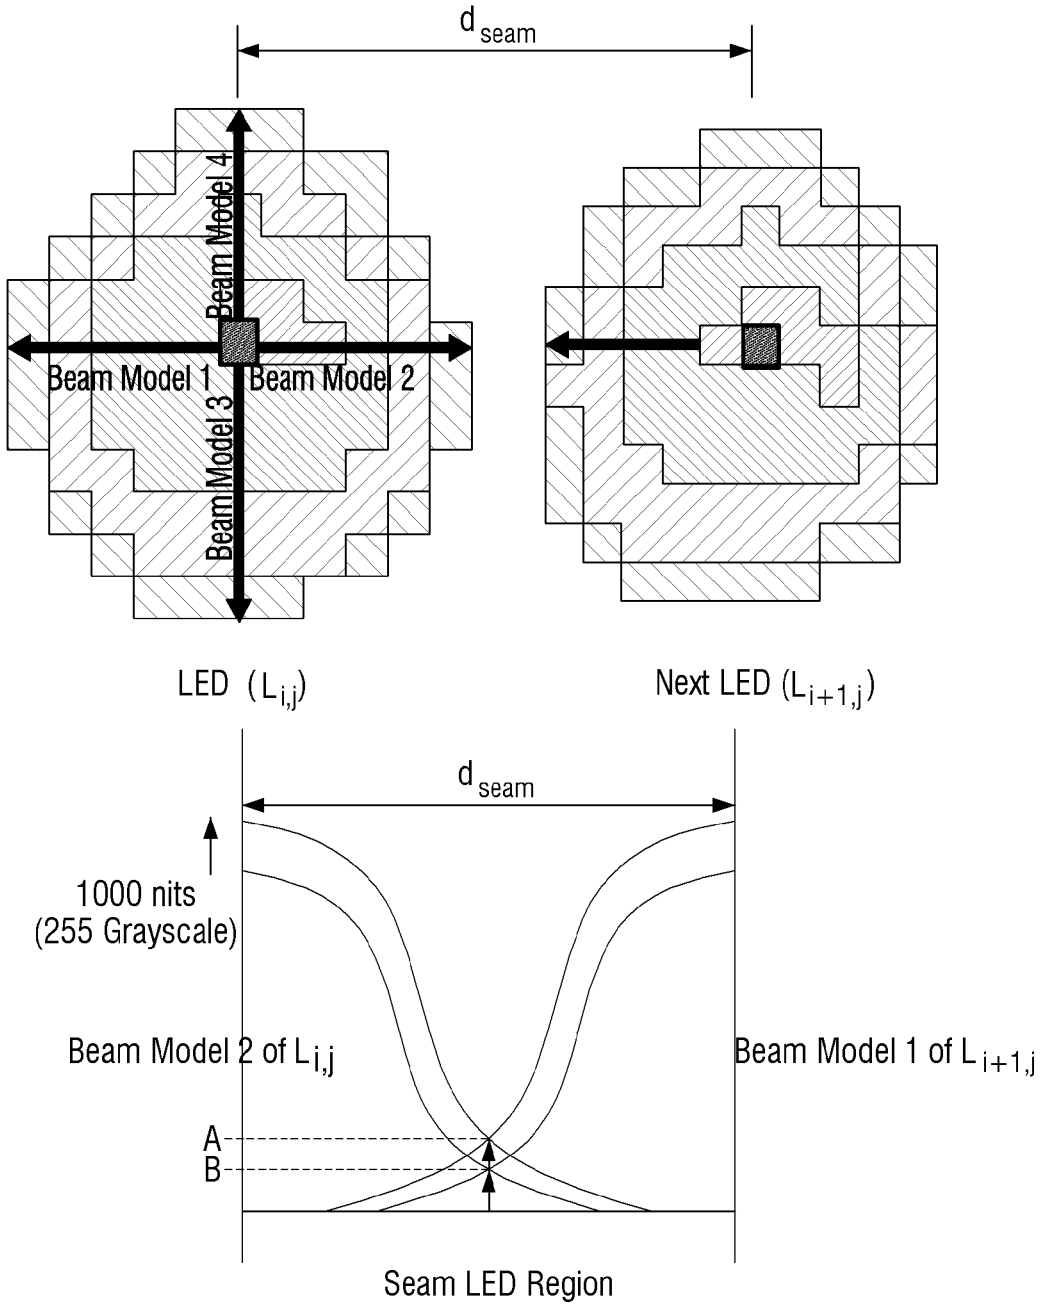 d seam
Beam Model 4
Beam Model 1
Beam Model 2
Beam Model 3
LED (L i,j)
Next LED (L i+1,j)
d seam
1000 nits
(255 Grayscale)
Beam Model 2 of L i,j
Beam Model 1 of L i+1,j
A
B
Seam LED Region